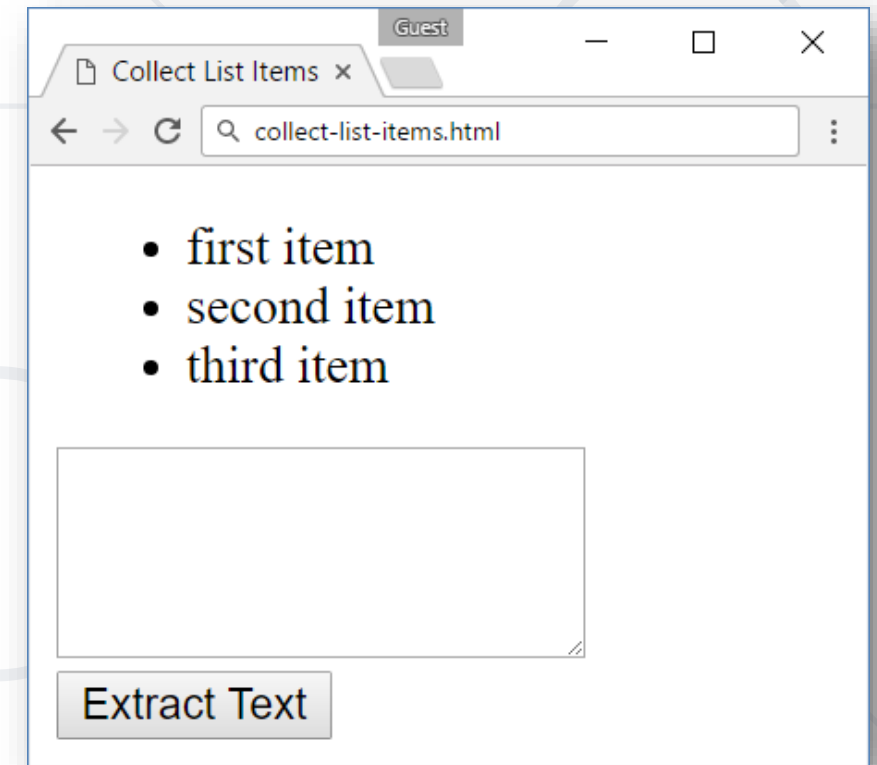 Guest
Collect List Items
collect-list-items.html
first item
second item
third item
Extract Text